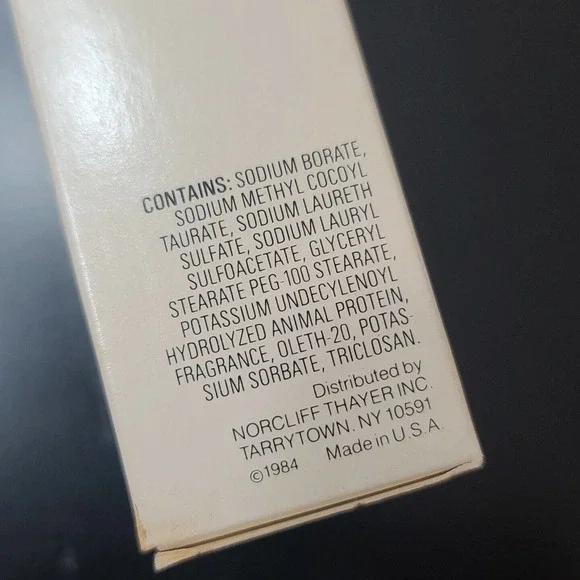 CONTAINS: SODIUM BORATE,
SODIUM METHYL COCOYL
TAURATE, SODIUM LAURETH
SULFATE, SODIUM LAURYL
SULFOACETATE, GLYCERYL
STEARATE PEG-100 STEARATE,
POTASSIUM UNDECYLENOYL
HYDROLYZED ANIMAL PROTEIN,
FRAGRANCE, OLETH-20, POTAS-
SIUM SORBATE, TRICLOSAN.
Distributed by
NORCLIFF THAYER INC.
TARRYTOWN, NY 10591
©1984 Made in U.S.A.